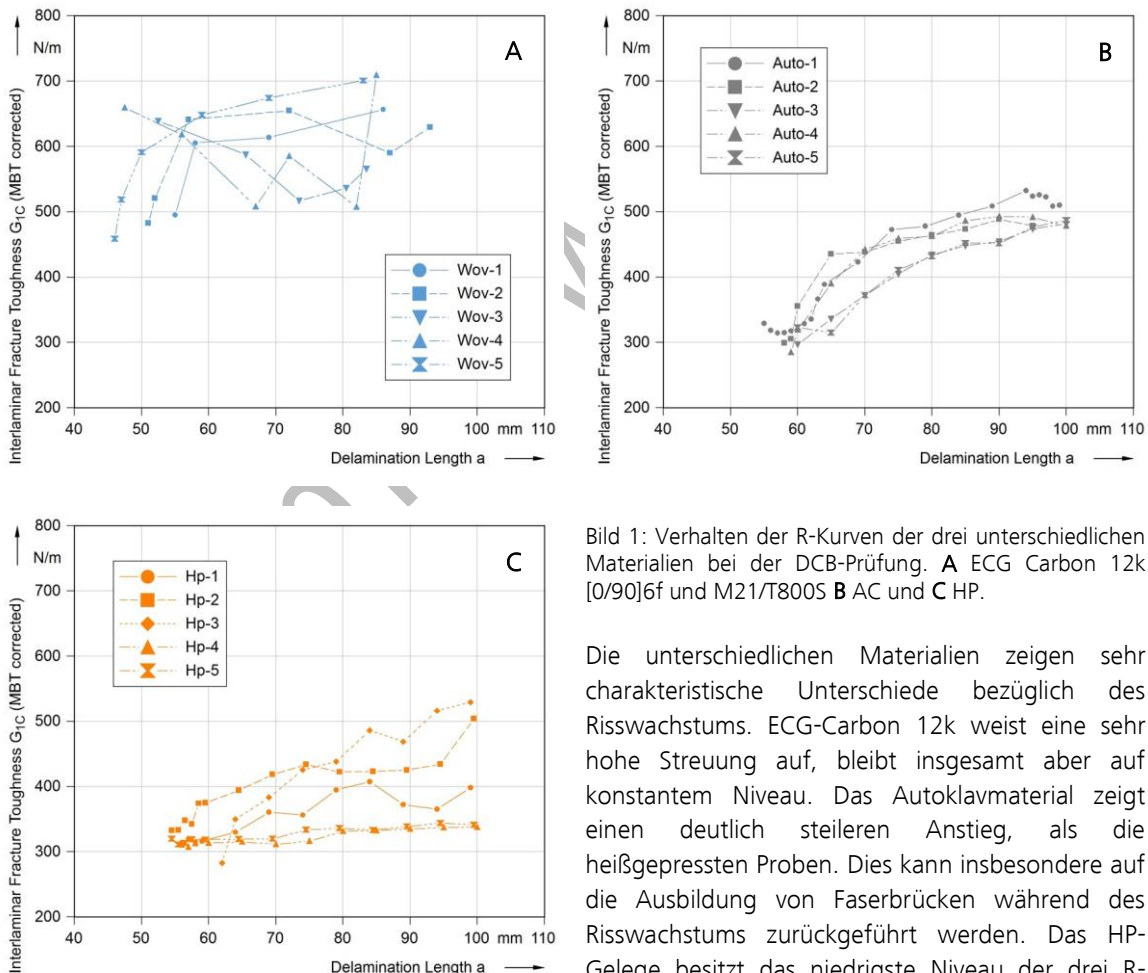 800
N/m
700
600
500
400
300
200
40 50 60 70 80 90 100 mm 110
Interlaminar Fracture Toughness G1C (MBT corrected)
Delamination Length a
A
Wov-1
Wov-2
Wov-3
Wov-4
Wov-5
800
N/m
700
600
500
400
300
200
40 50 60 70 80 90 100 mm 110
Interlaminar Fracture Toughness G1C (MBT corrected)
Delamination Length a
B
Auto-1
Auto-2
Auto-3
Auto-4
Auto-5
800
N/m
700
600
500
400
300
200
40 50 60 70 80 90 100 mm 110
Interlaminar Fracture Toughness G1C (MBT corrected)
Delamination Length a
C
Hp-1
Hp-2
Hp-3
Hp-4
Hp-5
Bild 1: Verhalten der R-Kurven der drei unterschiedlichen
Materialien bei der DCB-Prüfung. A ECG Carbon 12k
[0/90]6f und M21/T800S B AC und C HP.
Die unterschiedlichen Materialien zeigen sehr
charakteristische Unterschiede bezüglich des
Risswachstums. ECG-Carbon 12k weist eine sehr
hohe Streuung auf, bleibt insgesamt aber auf
konstantem Niveau. Das Autoklavmaterial zeigt
einen deutlich steileren Anstieg, als die
heißgepressten Proben. Dies kann insbesondere auf
die Ausbildung von Faserbrücken während des
Risswachstums zurückgeführt werden. Das HP-
Gelege besitzt das niedrigste Niveau der drei R-